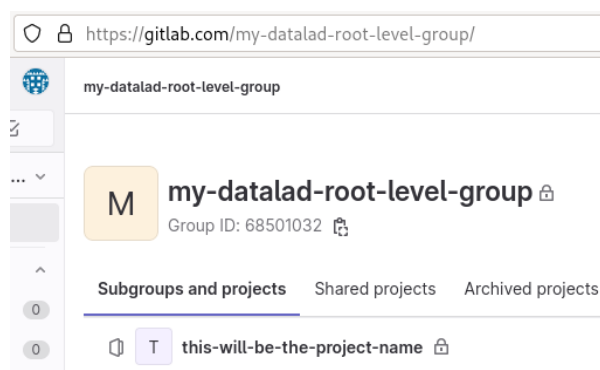 https://gitlab.com/my-datalad-root-level-group/
my-datalad-root-level-group
...
M
my-datalad-root-level-group
Group ID: 68501032
Subgroups and projects Shared projects Archived projects
0
0
T this-will-be-the-project-name